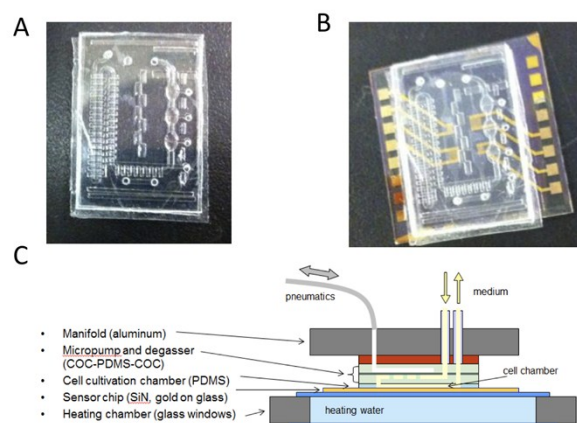 A
B
C
pneumatics
medium
• Manifold (aluminum)
• Micropump and degasser
(COC-PDMS-COC)
• Cell cultivation chamber (PDMS)
• Sensor chip (SiN, gold on glass)
• Heating chamber (glass windows)
cell chamber
heating water